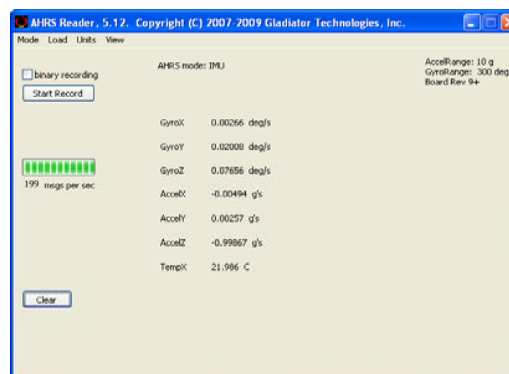 AHRS Reader, 5.12. Copyright (C) 2007-2009 Gladiator Technologies, Inc.
Mode Load Units View
binary recording
Start Record
AHRS mode: IMU
AccelRange: 10 g
GyroRange: 300 deg
Board Rev 9+
GyroX 0.00266 deg/s
GyroY 0.02000 deg/s
GyroZ 0.07656 deg/s
199 msgs per sec
AccelX -0.00494 g's
AccelY 0.00257 g's
AccelZ -0.99867 g's
TempX 21.986 C
Clear